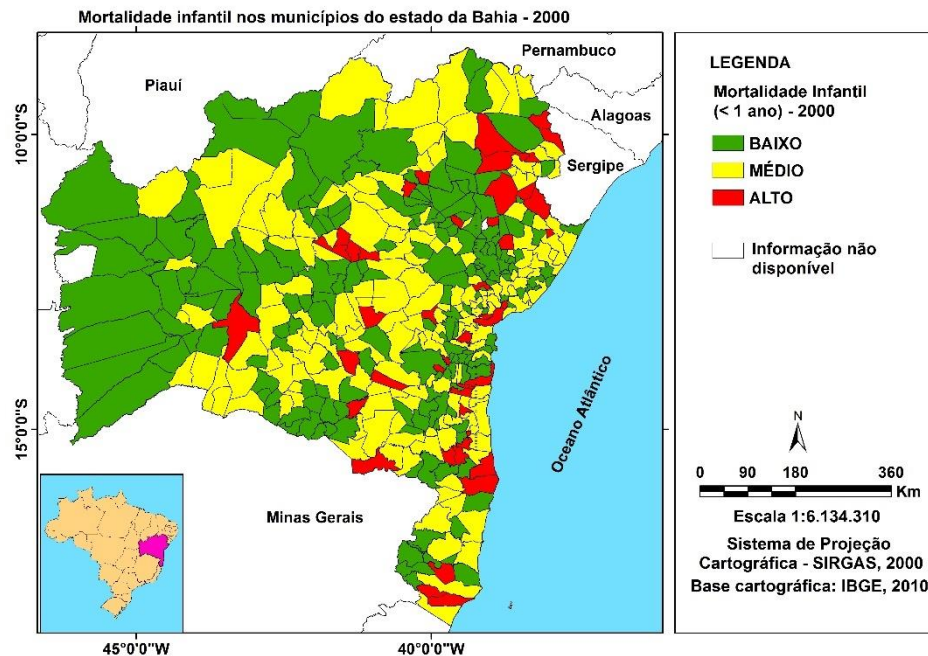 Mortalidade infantil nos municípios do estado da Bahia - 2000
Pernambuco
Piauí
Alagoas
Sergipe
10°0'0"S
15°0'0"S
Oceano Atlântico
Minas Gerais
45°0'0"W
40°0'0"W
LEGENDA
Mortalidade Infantil
(< 1 ano) - 2000
BAIXO
MÉDIO
ALTO
Informação não
disponível
N
0 90 180 360
Km
Escala 1:6.134.310
Sistema de Projeção
Cartográfica - SIRGAS, 2000
Base cartográfica: IBGE, 2010